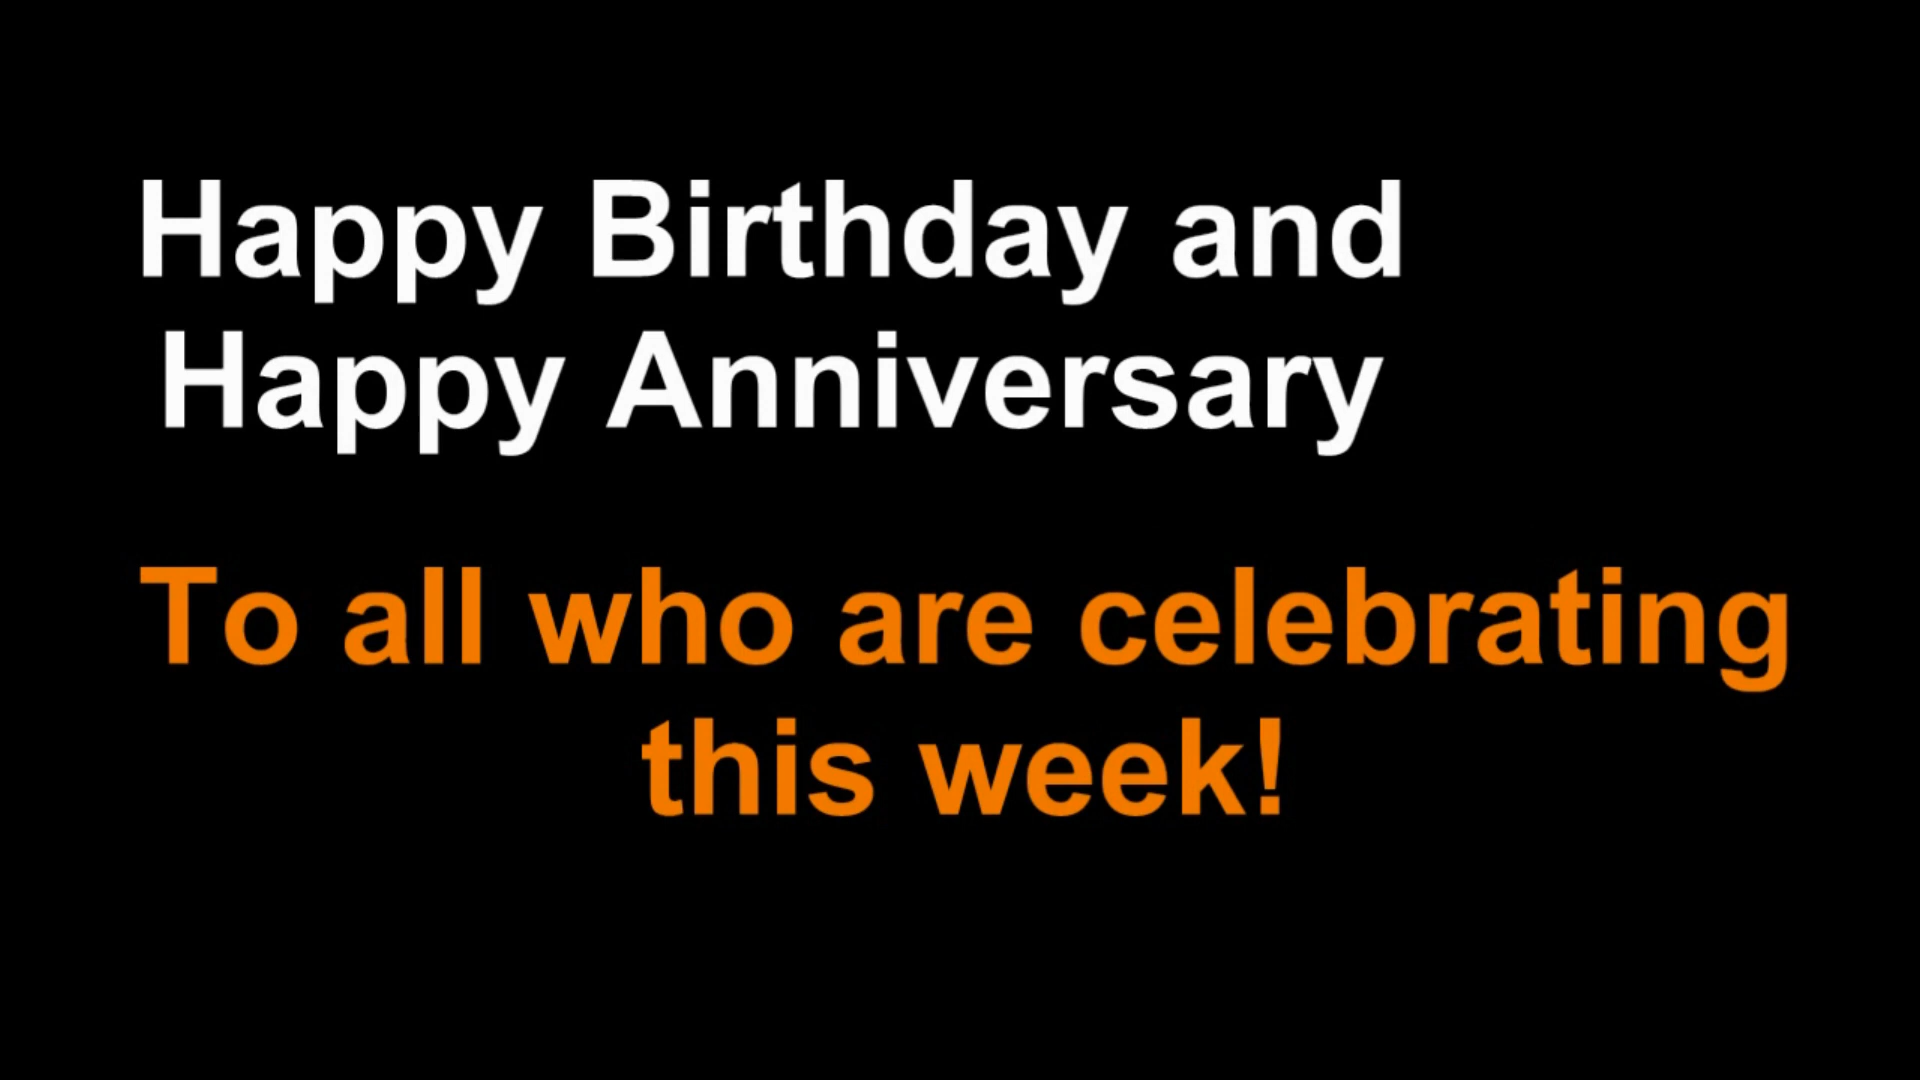 Happy Birthday and
Happy Anniversary
To all who are celebrating
this week!